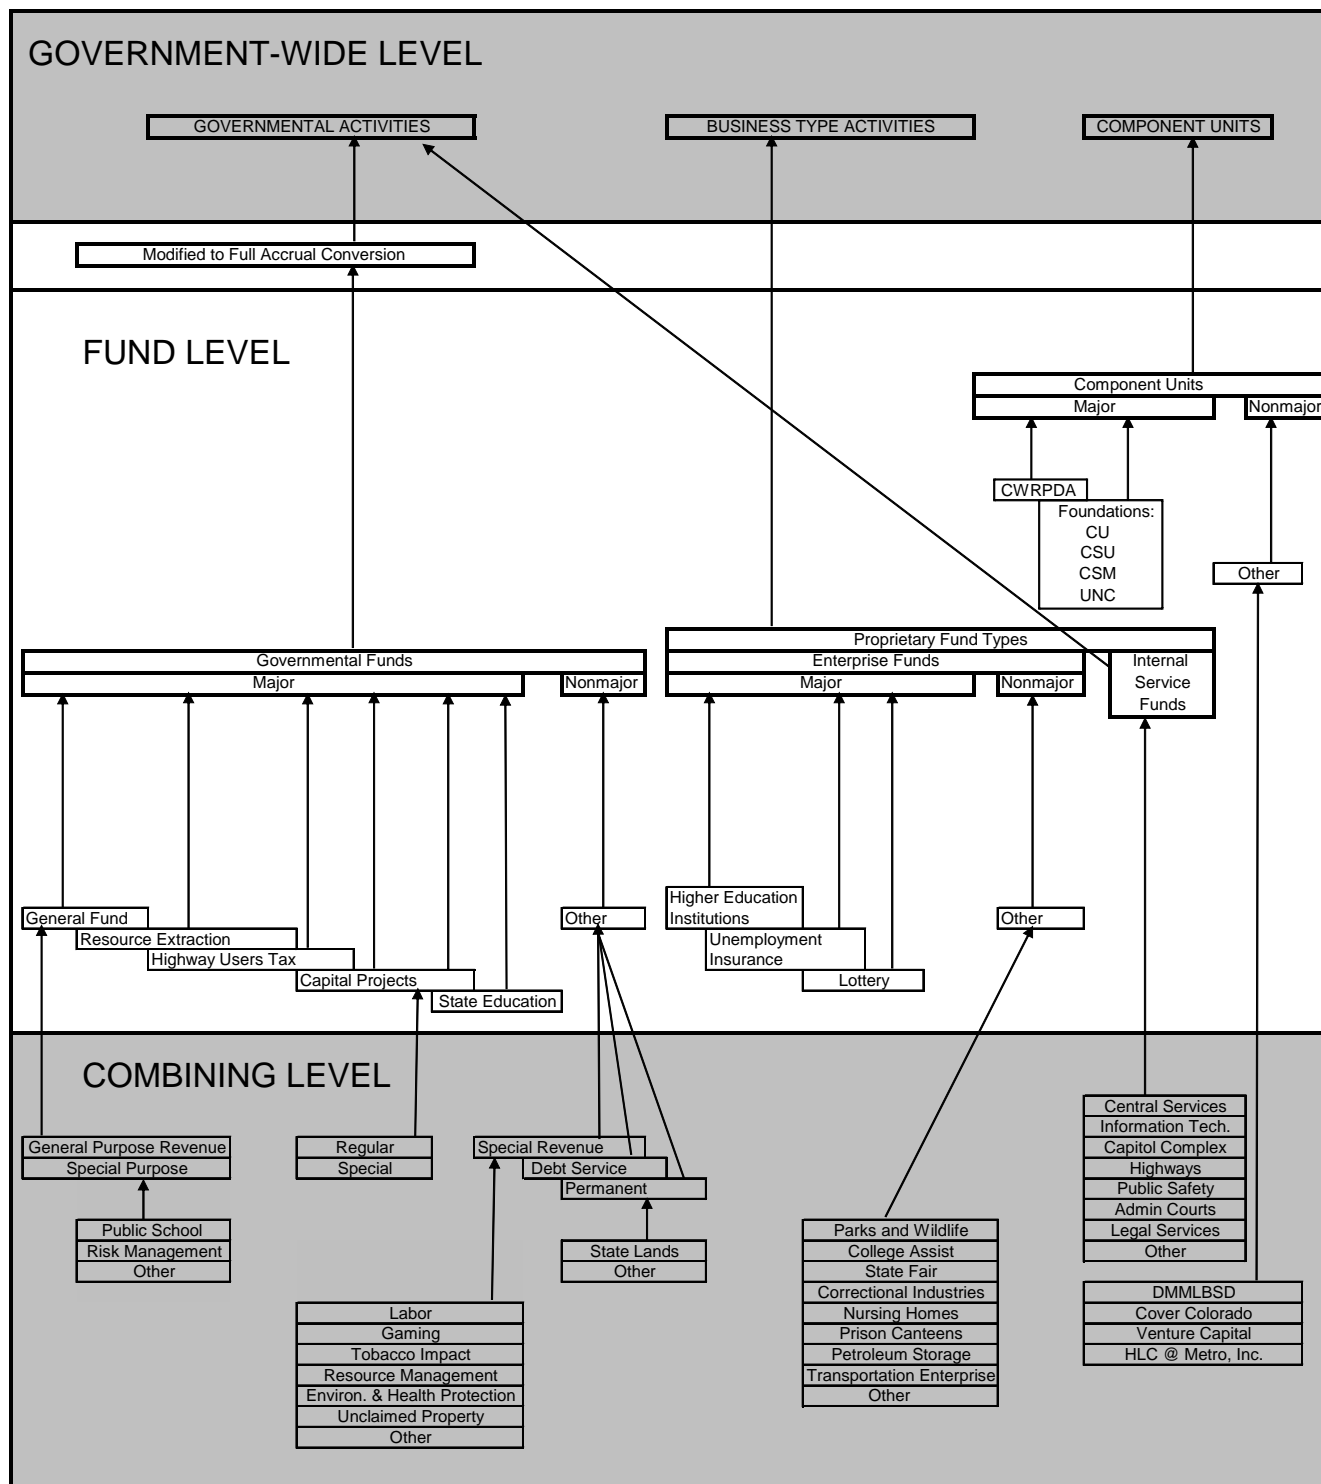 GOVERNMENT-WIDE LEVEL
GOVERNMENTAL ACTIVITIES
BUSINESS TYPE ACTIVITIES
COMPONENT UNITS
Modified to Full Accrual Conversion
FUND LEVEL
Component Units
Major
Nonmajor
CWRPDA
Foundations:
CU
CSU
CSM
UNC
Other
Proprietary Fund Types
Governmental Funds
Major
Nonmajor
Enterprise Funds
Major
Nonmajor
Internal
Service
Funds
General Fund
Resource Extraction
Highway Users Tax
Capital Projects
State Education
Other
Higher Education
Institutions
Unemployment
Insurance
Lottery
Other
COMBINING LEVEL
General Purpose Revenue
Special Purpose
Public School
Risk Management
Other
Regular
Special
Special Revenue
Debt Service
Permanent
State Lands
Other
Labor
Gaming
Tobacco Impact
Resource Management
Environ. & Health Protection
Unclaimed Property
Other
Parks and Wildlife
College Assist
State Fair
Correctional Industries
Nursing Homes
Prison Canteens
Petroleum Storage
Transportation Enterprise
Other
Central Services
Information Tech.
Capitol Complex
Highways
Public Safety
Admin Courts
Legal Services
Other
DMMLBSD
Cover Colorado
Venture Capital
HLC @ Metro, Inc.